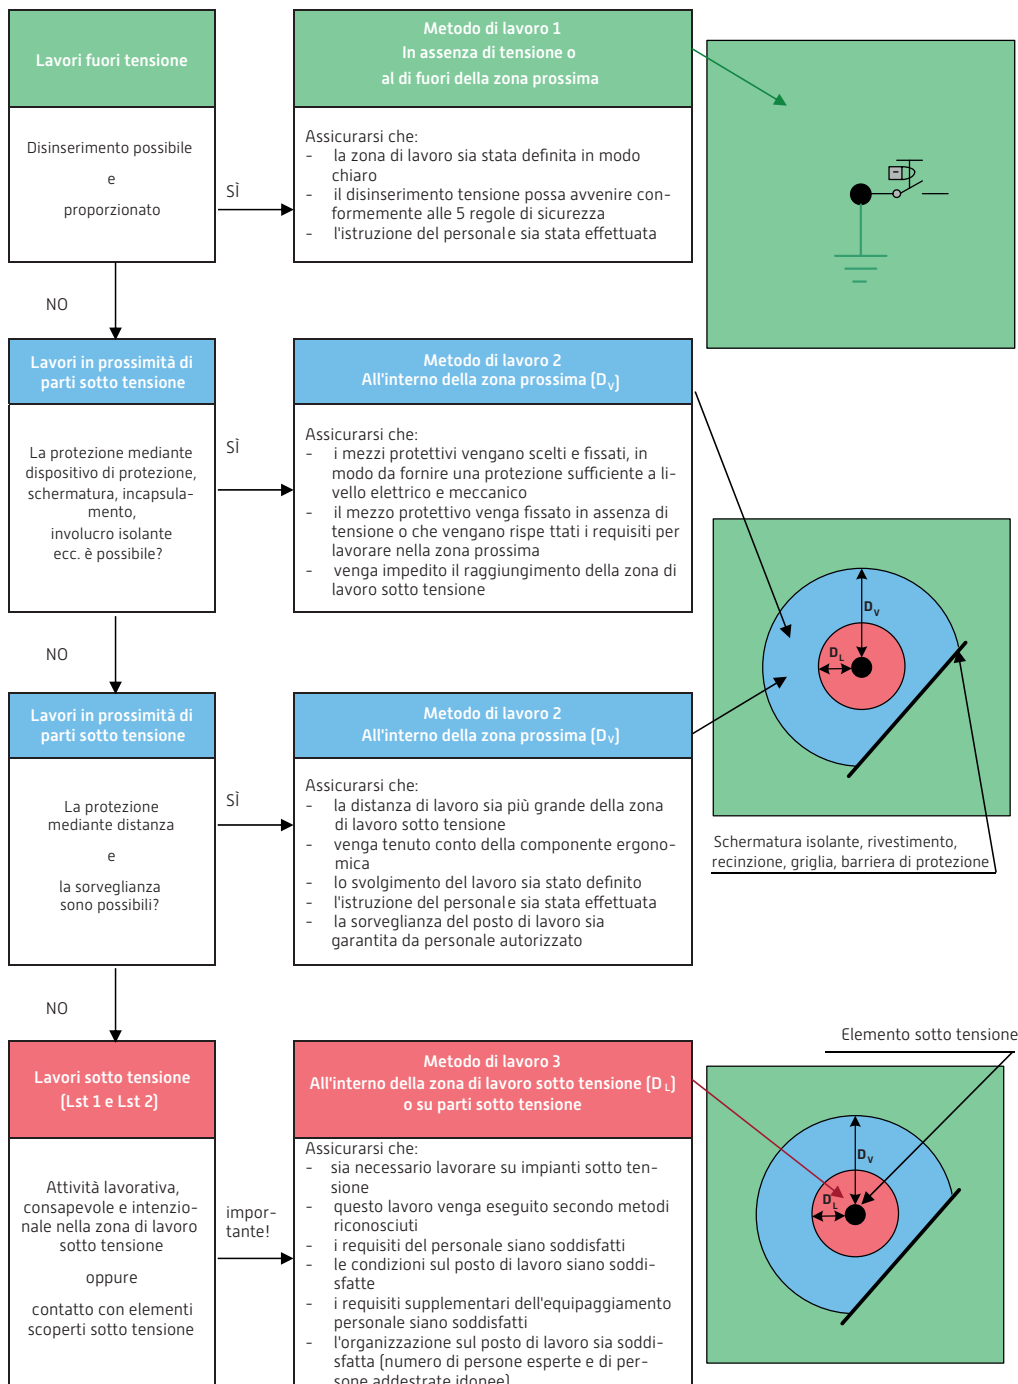 Lavori fuori tensione
Disinserimento possibile
e
proporzionato
SÌ
Metodo di lavoro 1
In assenza di tensione o
al di fuori della zona prossima
Assicurarsi che:
- la zona di lavoro sia stata definita in modo
chiaro
- il disinserimento tensione possa avvenire con-
formemente alle 5 regole di sicurezza
- l'istruzione del personale sia stata effettuata
NO
Lavori in prossimità di
parti sotto tensione
La protezione mediante
dispositivo di protezione,
schermatura, incapsula-
mento,
involucro isolante
ecc. è possibile?
SÌ
Metodo di lavoro 2
All'interno della zona prossima (Dv)
Assicurarsi che:
- i mezzi protettivi vengano scelti e fissati, in
modo da fornire una protezione sufficiente a li-
vello elettrico e meccanico
- il mezzo protettivo venga fissato in assenza di
tensione o che vengano rispe ttati i requisiti per
lavorare nella zona prossima
- venga impedito il raggiungimento della zona di
lavoro sotto tensione
Dv
DL
Schermatura isolante, rivestimento,
recinzione, griglia, barriera di protezione
NO
Lavori in prossimità di
parti sotto tensione
La protezione
mediante distanza
e
la sorveglianza
sono possibili?
SÌ
Metodo di lavoro 2
All'interno della zona prossima (Dv)
Assicurarsi che:
- la distanza di lavoro sia più grande della zona
di lavoro sotto tensione
- venga tenuto conto della componente ergono-
mica
- lo svolgimento del lavoro sia stato definito
- l'istruzione del personale sia stata effettuata
- la sorveglianza del posto di lavoro sia
garantita da personale autorizzato
NO
Lavori sotto tensione
(Lst 1 e Lst 2)
Attività lavorativa,
consapevole e intenzio-
nale nella zona di lavoro
sotto tensione
oppure
contatto con elementi
scoperti sotto tensione
impor-
tante!
Metodo di lavoro 3
All'interno della zona di lavoro sotto tensione (DL)
o su parti sotto tensione
Assicurarsi che:
- sia necessario lavorare su impianti sotto ten-
sione
- questo lavoro venga eseguito secondo metodi
riconosciuti
- i requisiti del personale siano soddisfatti
- le condizioni sul posto di lavoro siano soddi-
sfatte
- i requisiti supplementari dell'equipaggiamento
personale siano soddisfatti
- l'organizzazione sul posto di lavoro sia soddi-
sfatta (numero di persone esperte e di per-
sone addestrate idonee)
Elemento sotto tensione
Dv
DL